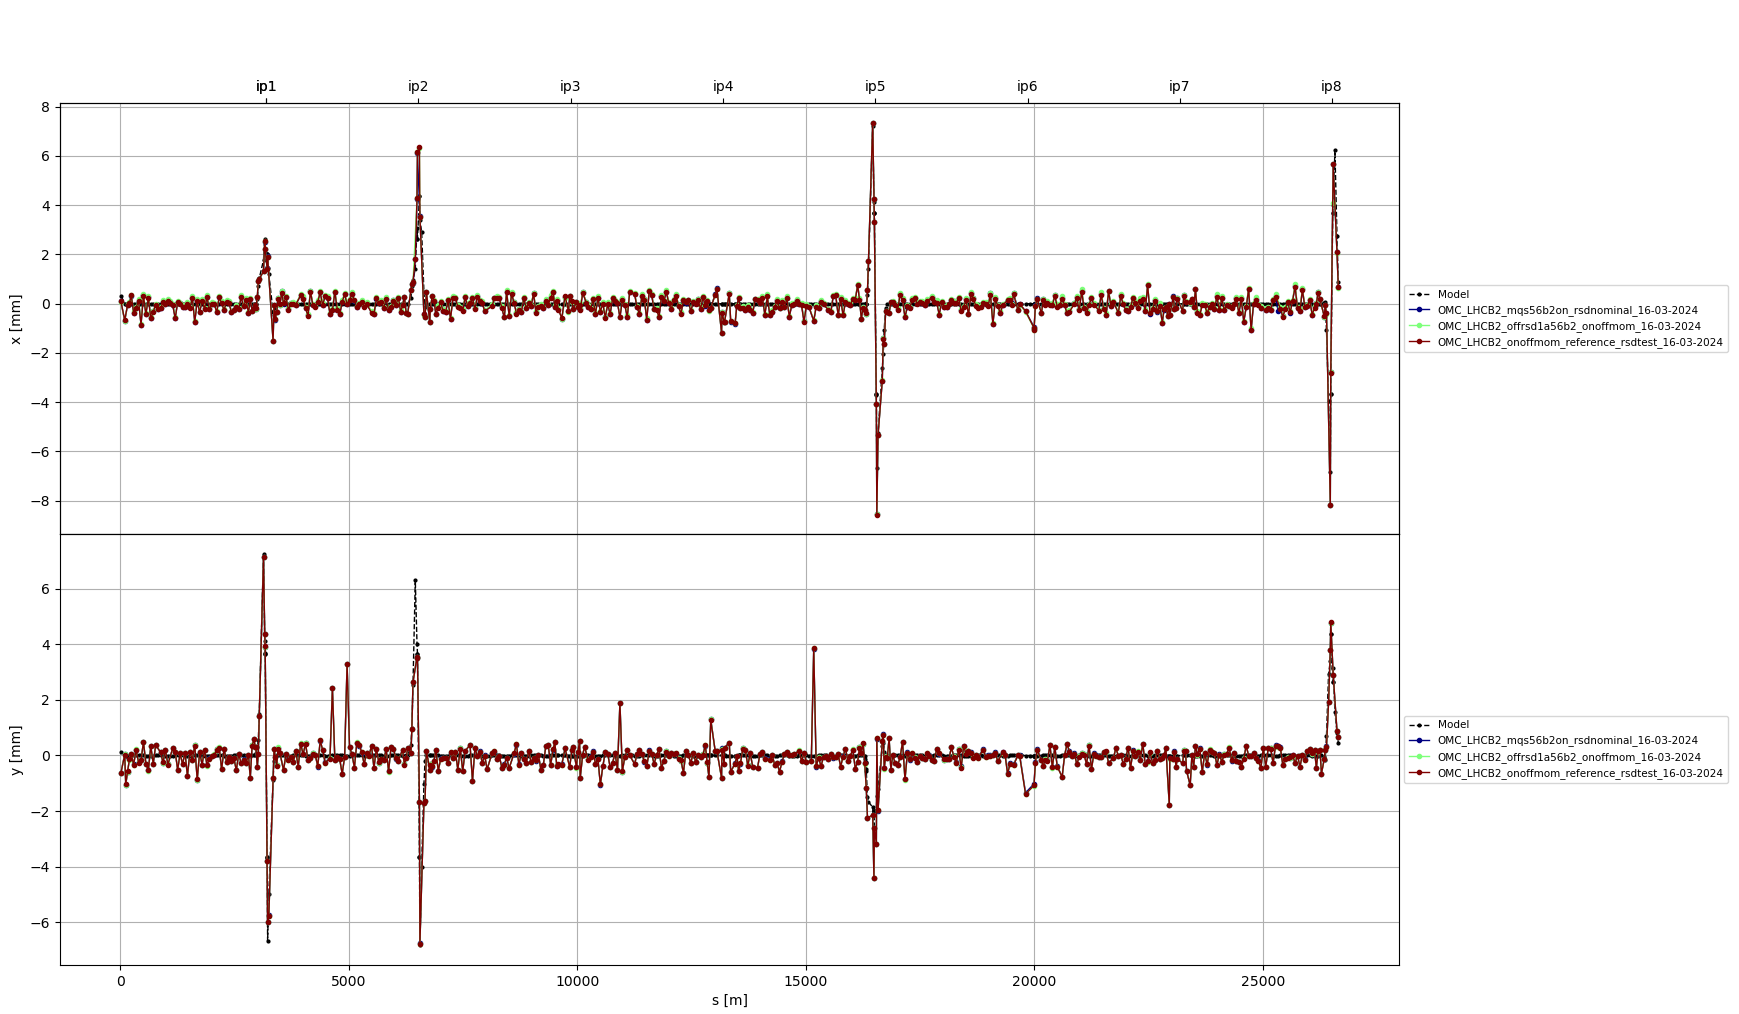 ip1 ip2 ip3 ip4 ip5 ip6 ip7 ip8
8
6
4
2
0
−2
−4
−6
−8
x [mm]
Model
OMC_LHCB2_mqs56b2on_rsdnominal_16-03-2024
OMC_LHCB2_offrsd1a56b2_onoffmom_16-03-2024
OMC_LHCB2_onoffmom_reference_rsdtest_16-03-2024
6
4
2
0
−2
−4
−6
y [mm]
Model
OMC_LHCB2_mqs56b2on_rsdnominal_16-03-2024
OMC_LHCB2_offrsd1a56b2_onoffmom_16-03-2024
OMC_LHCB2_onoffmom_reference_rsdtest_16-03-2024
0 5000 10000 15000 20000 25000
s [m]